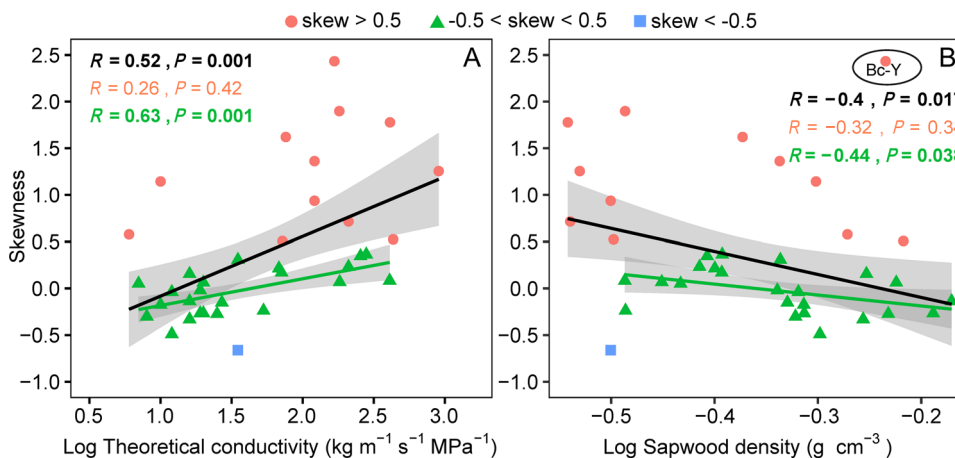 skew > 0.5 -0.5 < skew < 0.5 skew < -0.5
A
R = 0.52 , P = 0.001
R = 0.26 , P = 0.42
R = 0.63 , P = 0.001
Skewness
2.5
2.0
1.5
1.0
0.5
0.0
−0.5
−1.0
0.5 1.0 1.5 2.0 2.5 3.0
Log Theoretical conductivity (kg m⁻¹ s⁻¹ MPa⁻¹)
B
Bc-Y
R = −0.4 , P = 0.017
R = −0.32 , P = 0.34
R = −0.44 , P = 0.038
2.5
2.0
1.5
1.0
0.5
0.0
−0.5
−1.0
−0.5 −0.4 −0.3 −0.2
Log Sapwood density (g cm⁻³)